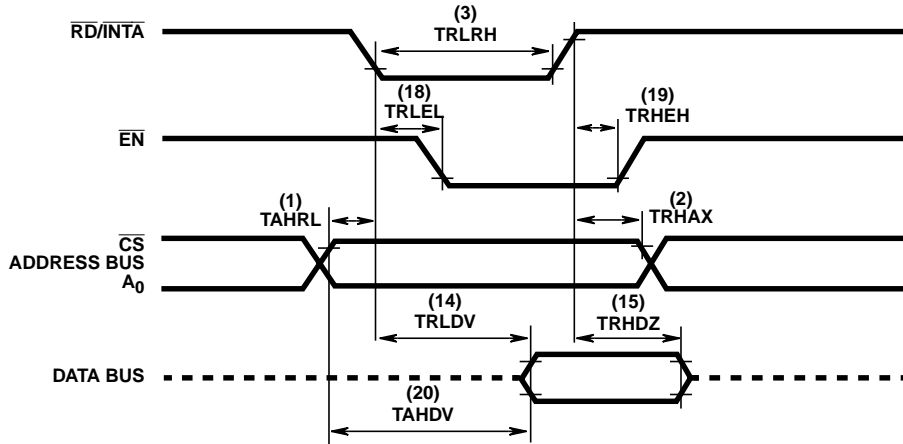 (3)
TRLRH
RD/INTA
(18)
TRLEL
(19)
TRHEH
EN
(1)
TAHRL
(2)
TRHAX
CS
ADDRESS BUS
A0
(14)
TRLDV
(15)
TRHDZ
DATA BUS
(20)
TAHDV